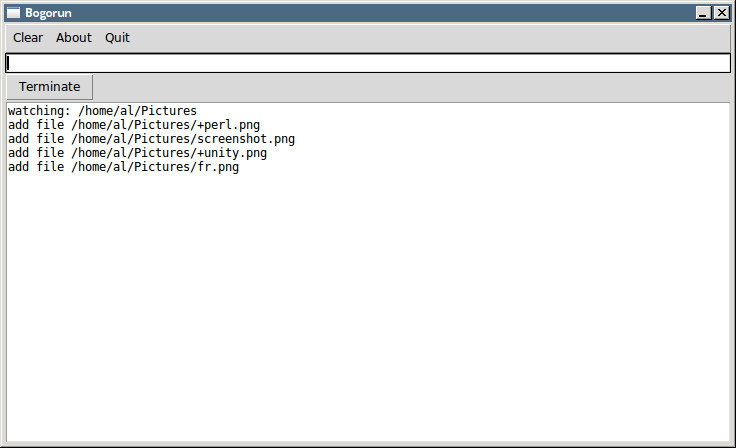 Bogorun
Clear About Quit
Terminate
watching: /home/al/Pictures
add file /home/al/Pictures/+perl.png
add file /home/al/Pictures/screenshot.png
add file /home/al/Pictures/+unity.png
add file /home/al/Pictures/fr.png